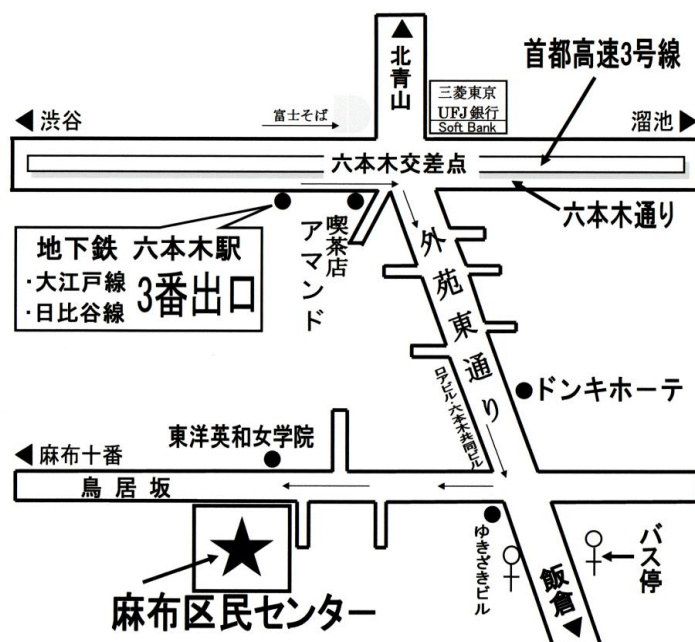 北青山
首都高速3号線
渋谷
富士そば
三菱東京
UFJ銀行
Soft Bank
溜池
六本木交差点
六本木通り
地下鉄 六本木駅
・大江戸線
・日比谷線
3番出口
喫茶店
アマンド
外苑東通り
ロアビル・六本木共同ビル
ドンキホーテ
東洋英和女学院
麻布十番
鳥居坂
ゆきざきビル
バス停
飯倉
麻布区民センター